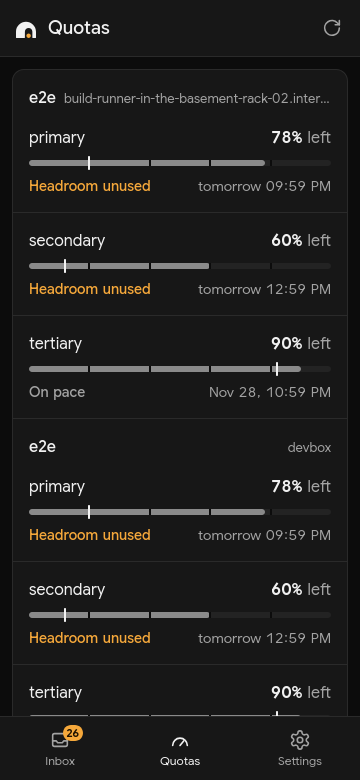 Quotas
e2e build-runner-in-the-basement-rack-02.inter...
primary 78% left
Headroom unused tomorrow 09:59 PM
secondary 60% left
Headroom unused tomorrow 12:59 PM
tertiary 90% left
On pace Nov 28, 10:59 PM
e2e devbox
primary 78% left
Headroom unused tomorrow 09:59 PM
secondary 60% left
Headroom unused tomorrow 12:59 PM
tertiary 90% left
26
Inbox Quotas Settings